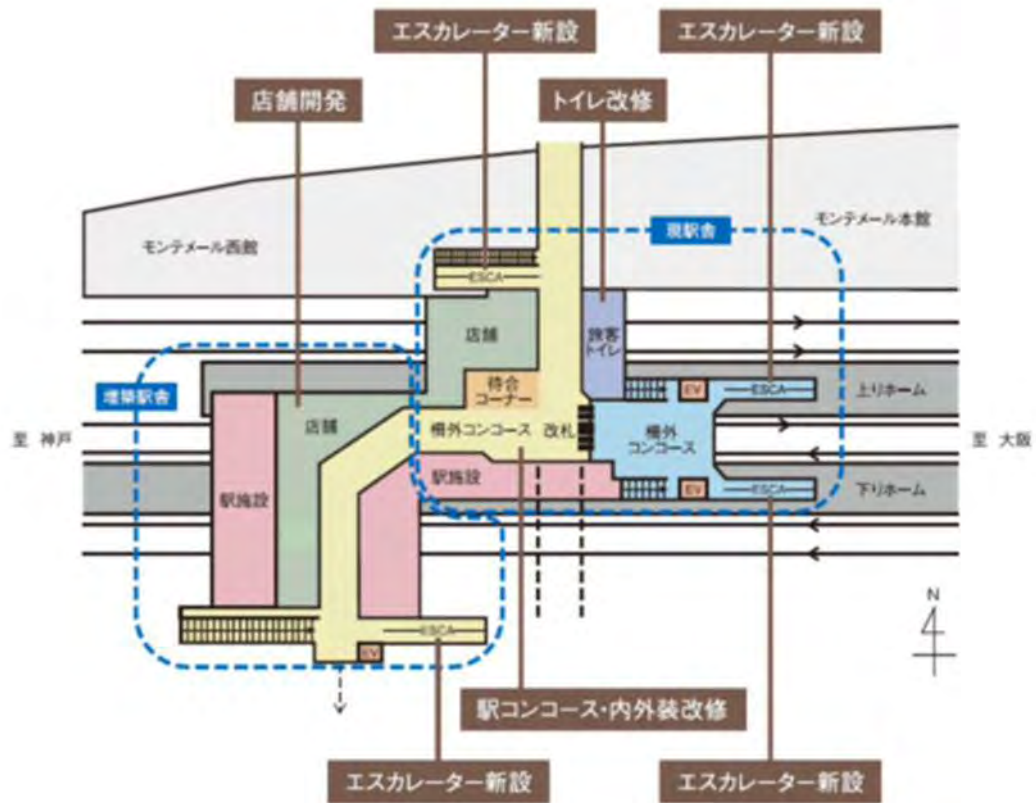 エスカレーター新設
エスカレーター新設
店舗開発
トイレ改修
モンテメール西館
現駅舎
モンテメール本館
ESCA
店舗
旅客
トイレ
増築駅舎
待合
コーナー
EV
ESCA
上りホーム
至 神戸
店舗
柵外コンコース
改札
柵外
コンコース
至 大阪
駅施設
駅施設
EV
ESCA
下りホーム
N
ESCA
EV
駅コンコース・内外装改修
エスカレーター新設
エスカレーター新設